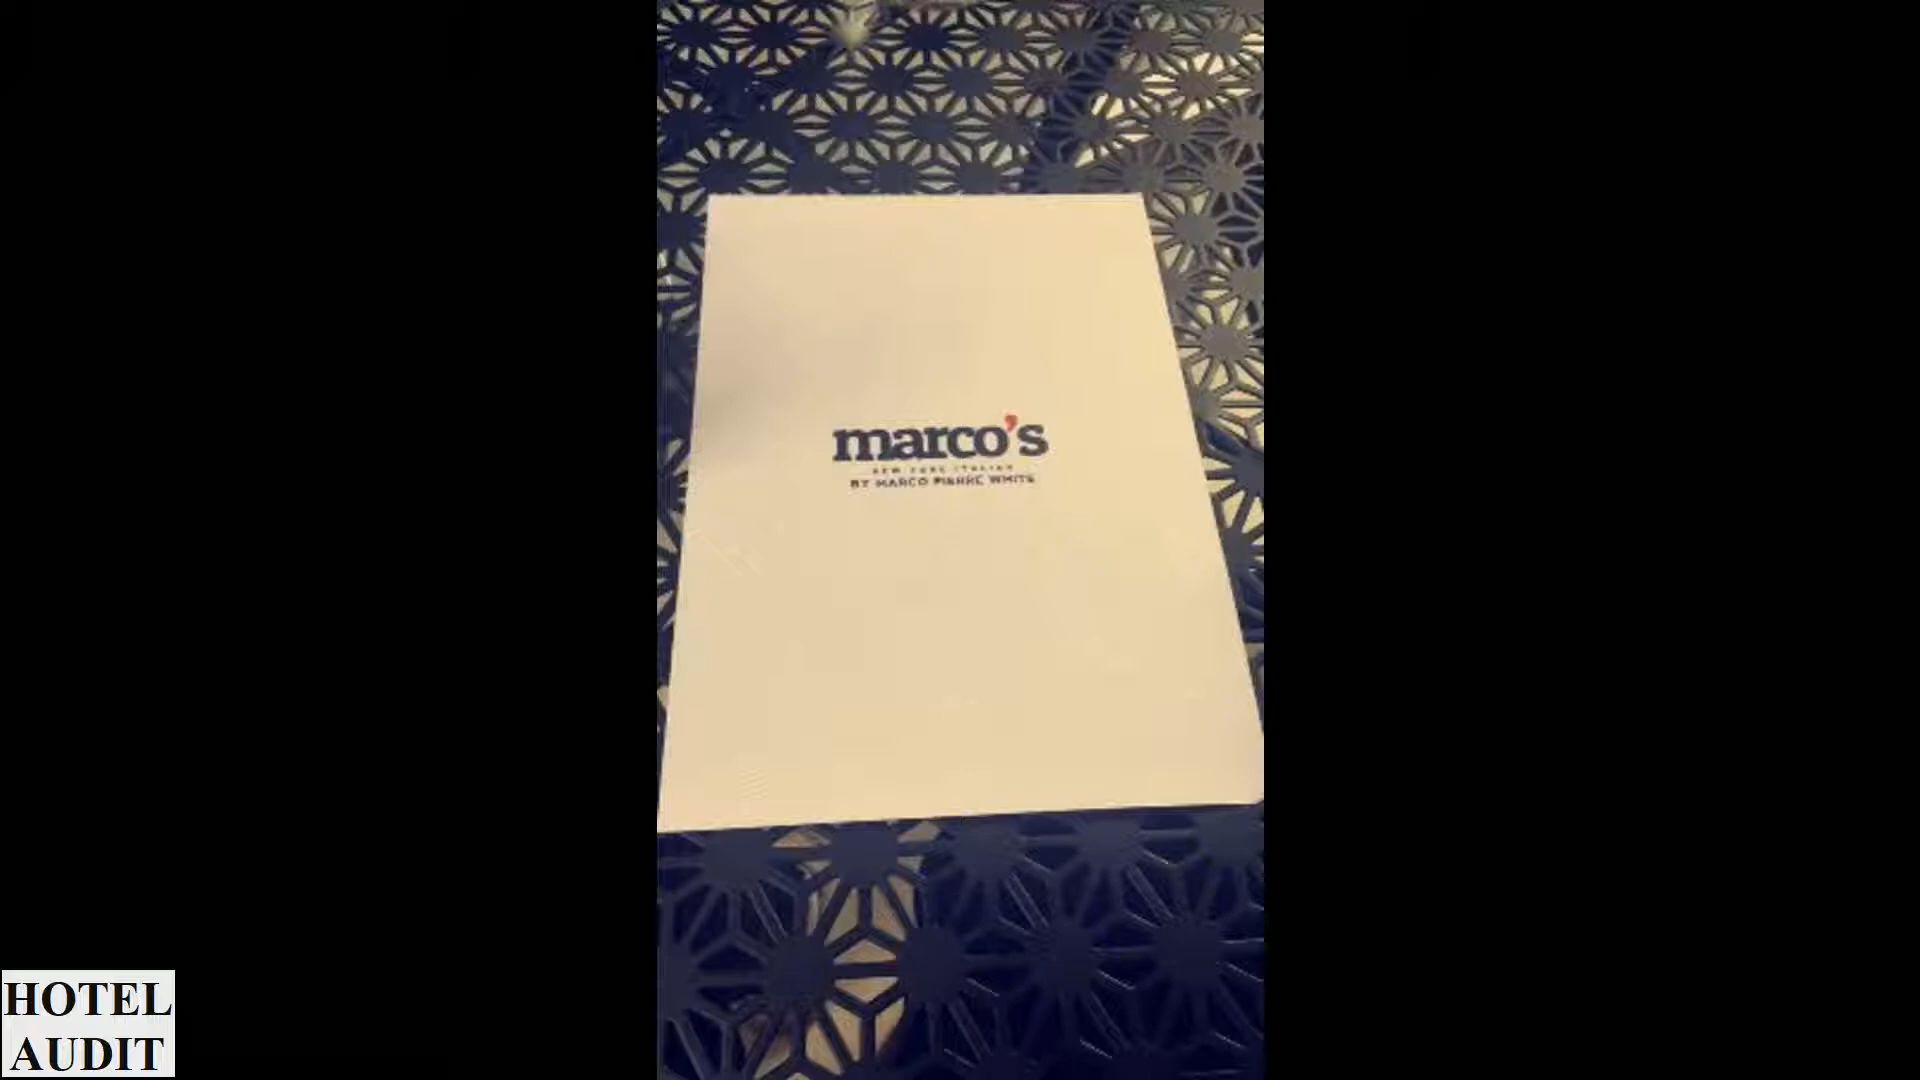 marco's
NEW YORK ITALIAN
BY MARCO PIERRE WHITE
HOTEL
AUDIT